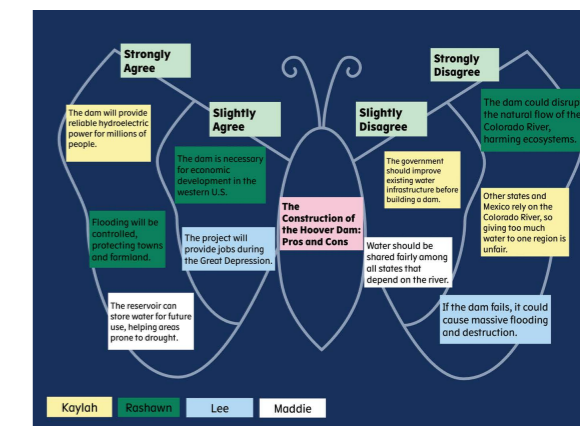 Strongly
Agree
Strongly
Disagree
Slightly
Agree
Slightly
Disagree
The dam will provide
reliable hydroelectric
power for millions of
people.
The dam is necessary
for economic
development in the
western U.S.
Flooding will be
controlled,
protecting towns
and farmland.
The project will
provide jobs during
the Great Depression.
The reservoir can
store water for future
use, helping areas
prone to drought.
The
Construction of
the Hoover Dam:
Pros and Cons
The government
should improve
existing water
infrastructure before
building a dam.
Water should be
shared fairly among
all states that
depend on the river.
The dam could disrup
the natural flow of the
Colorado River,
harming ecosystems.
Other states and
Mexico rely on the
Colorado River, so
giving too much
water to one region is
unfair.
If the dam fails, it could
cause massive flooding
and destruction.
Kaylah
Rashawn
Lee
Maddie